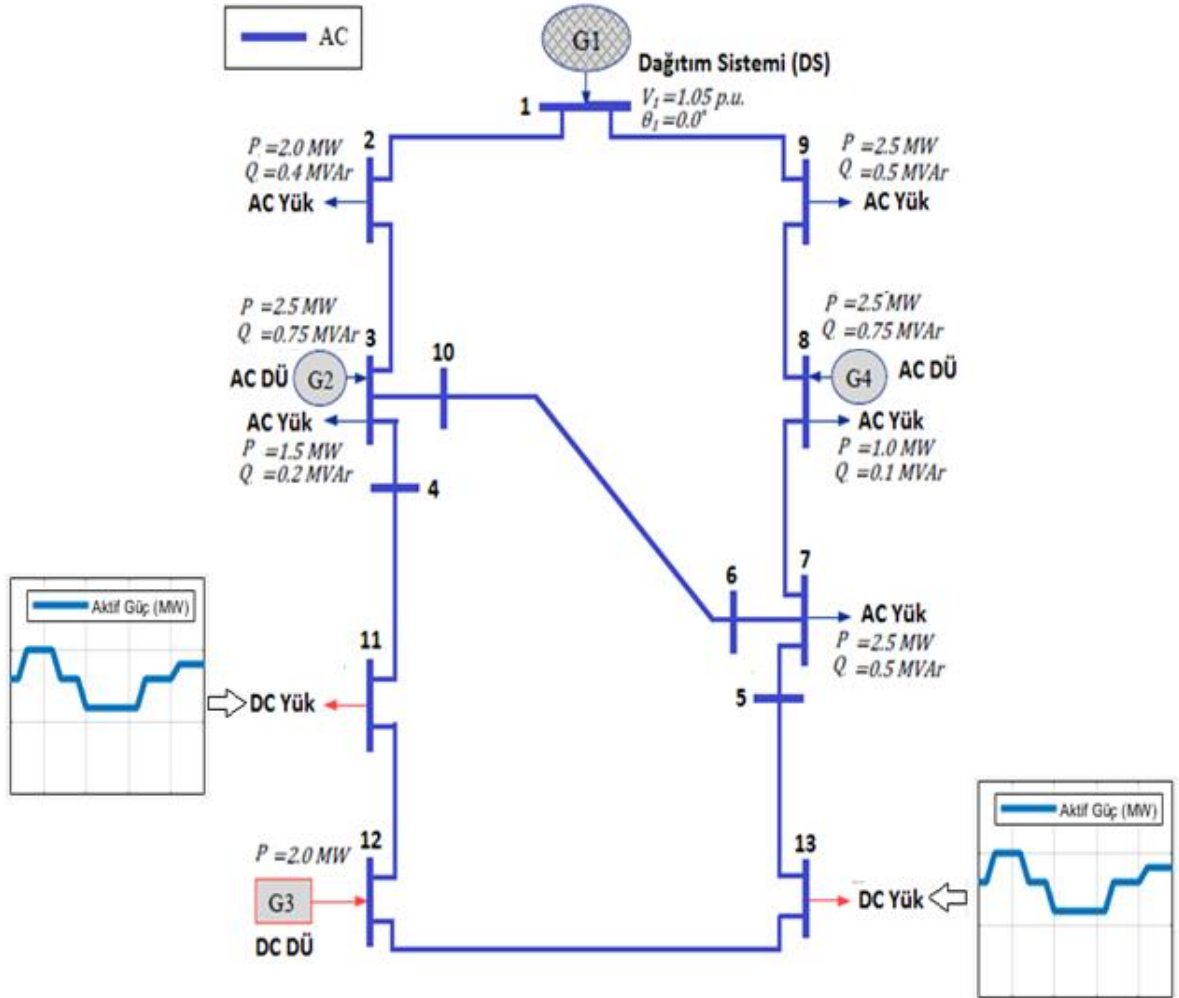 AC
G1
Dağıtım Sistemi (DS)
V1 =1.05 p.u.
θ1 =0.0°
1
2
P =2.0 MW
Q =0.4 MVAr
AC Yük
9
P =2.5 MW
Q =0.5 MVAr
AC Yük
P =2.5 MW
Q =0.75 MVAr
3
AC DÜ
G2
AC Yük
P =1.5 MW
Q =0.2 MVAr
10
4
P =2.5 MW
Q =0.75 MVAr
8
G4
AC DÜ
AC Yük
P =1.0 MW
Q =0.1 MVAr
6
7
AC Yük
P =2.5 MW
Q =0.5 MVAr
5
Aktif Güç (MW)
11
DC Yük
12
P =2.0 MW
G3
DC DÜ
13
DC Yük
Aktif Güç (MW)